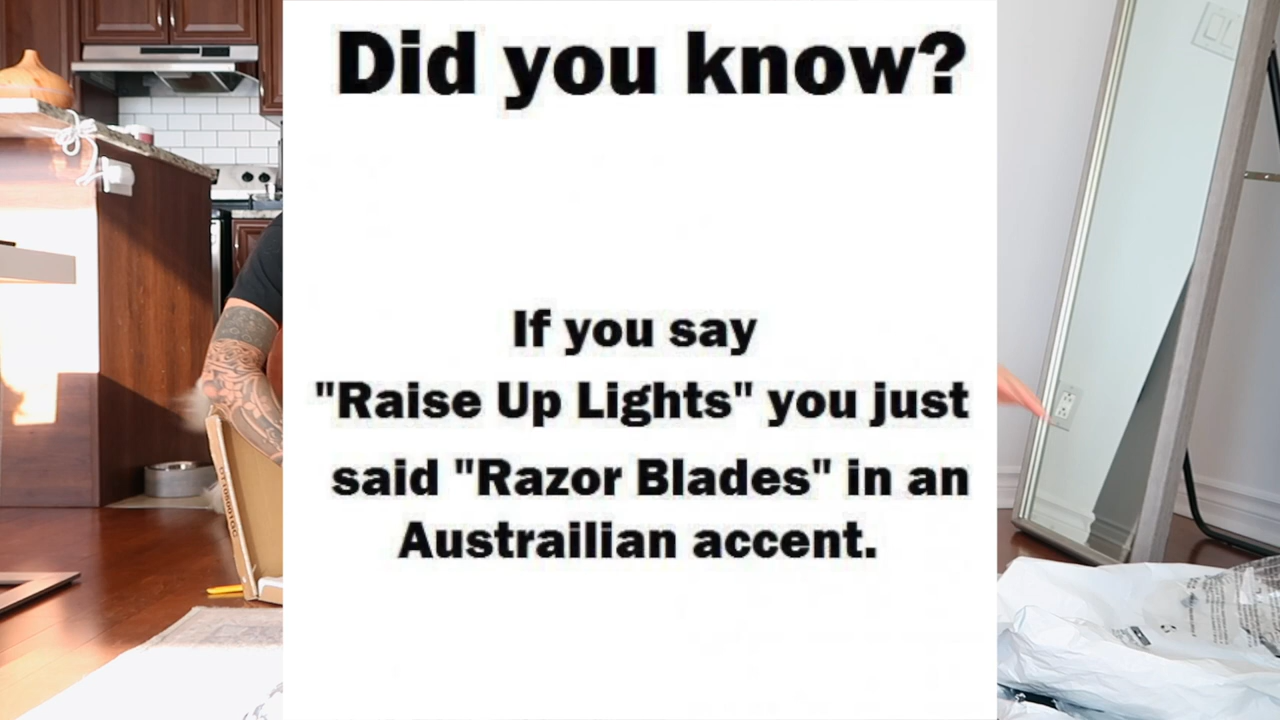 Did you know?
If you say
"Raise Up Lights" you just
said "Razor Blades" in an
Austrailian accent.